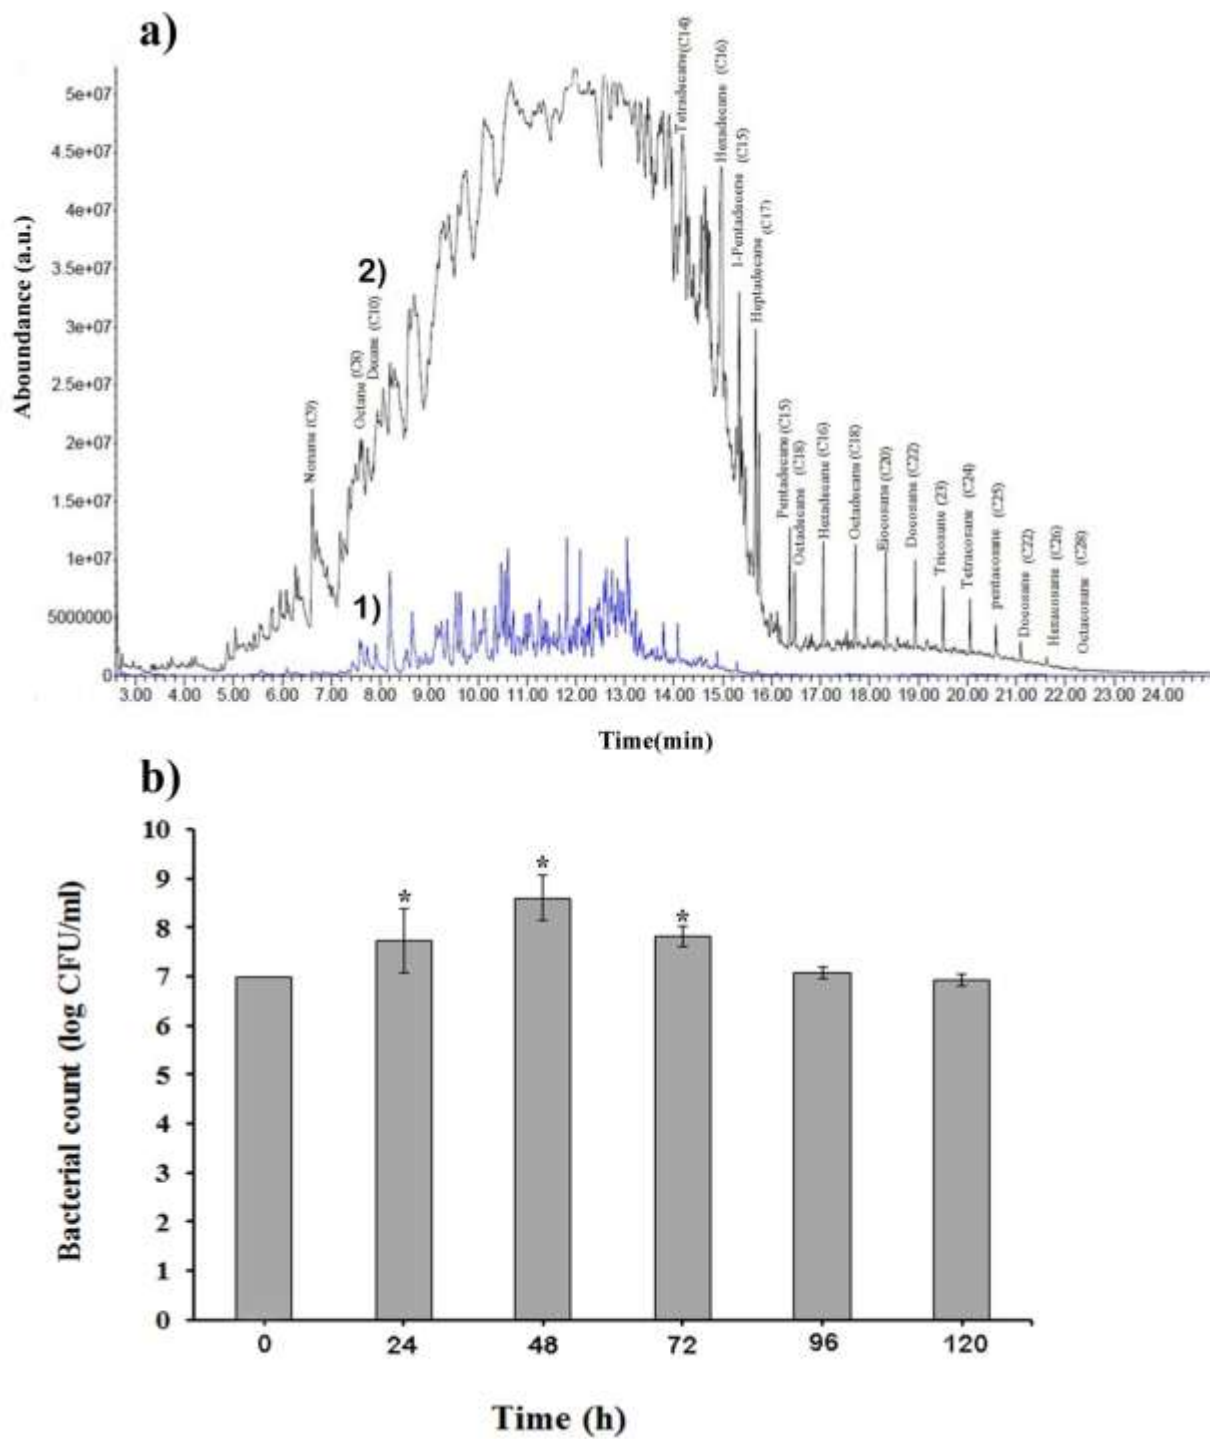 a)
Aboundance (a.u.)
5e+07
4.5e+07
4e+07
3.5e+07
3e+07
2.5e+07
2e+07
1.5e+07
1e+07
5000000
0
2)
1)
Nonane (C9)
Octane (C8)
Decane (C10)
Tetradecane(C14)
Hexadecane (C16)
1-Pentadecene (C15)
Heptadecane (C17)
Pentadecane (C15)
Octadecane (C18)
Hexadecane (C16)
Octadecane (C18)
Eiocosane (C20)
Docosane (C22)
Tricosane (23)
Tetracosane (C24)
pentacosane (C25)
Docosane (C22)
Hexacosane (C26)
Octacosane (C28)
3.00 4.00 5.00 6.00 7.00 8.00 9.00 10.00 11.00 12.00 13.00 14.00 15.00 16.00 17.00 18.00 19.00 20.00 21.00 22.00 23.00 24.00
Time(min)
b)
Bacterial count (log CFU/ml)
10
9
8
7
6
5
4
3
2
1
0
* * *
0 24 48 72 96 120
Time (h)